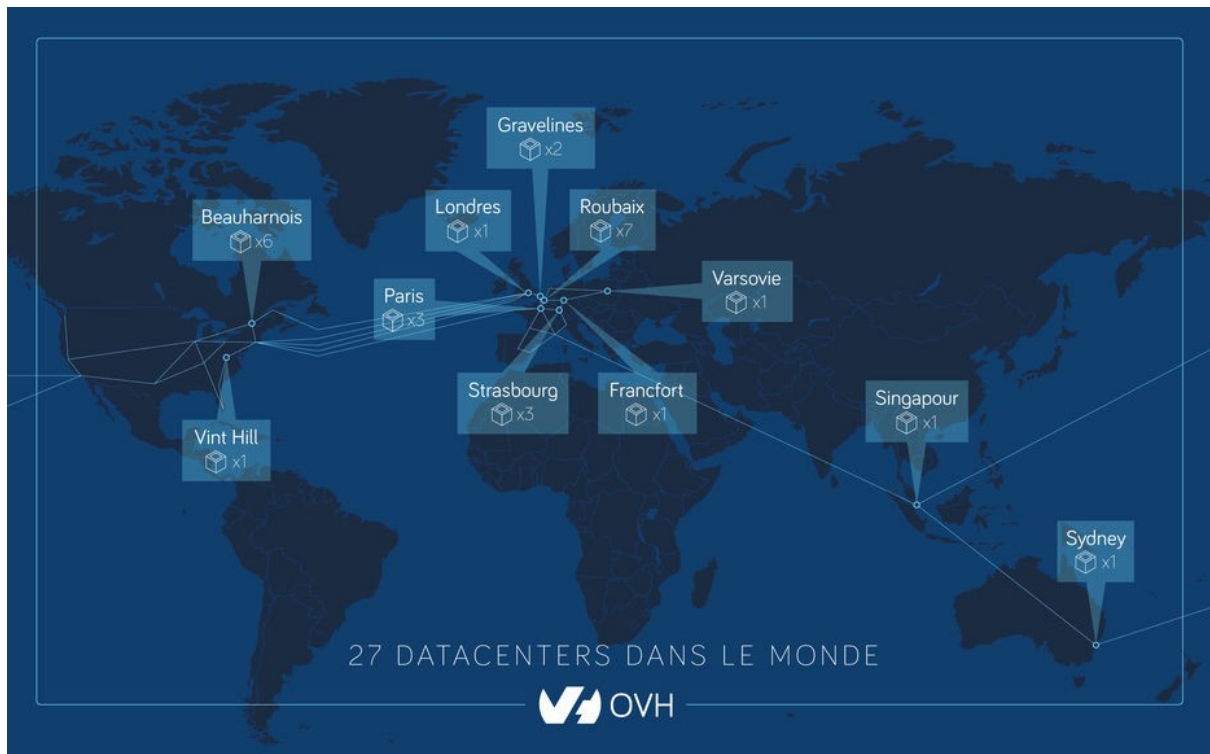 Gravelines
x2
Londres
x1
Roubaix
x7
Beauharnois
x6
Varsovie
x1
Paris
x3
Strasbourg
x3
Francfort
x1
Singapour
x1
Vint Hill
x1
Sydney
x1
27 DATACENTERS DANS LE MONDE
OVH